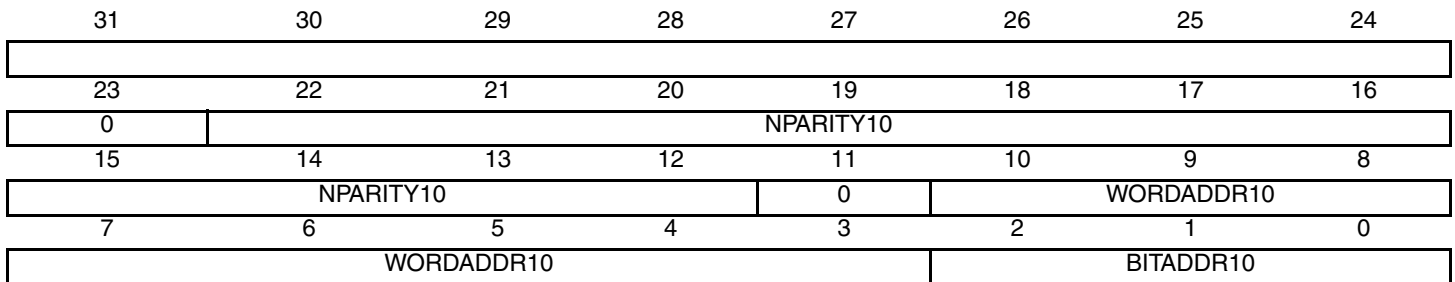 31 30 29 28 27 26 25 24
23 22 21 20 19 18 17 16
0 NPARITY10
15 14 13 12 11 10 9 8
NPARITY10 0 WORDADDR10
7 6 5 4 3 2 1 0
WORDADDR10 BITADDR10